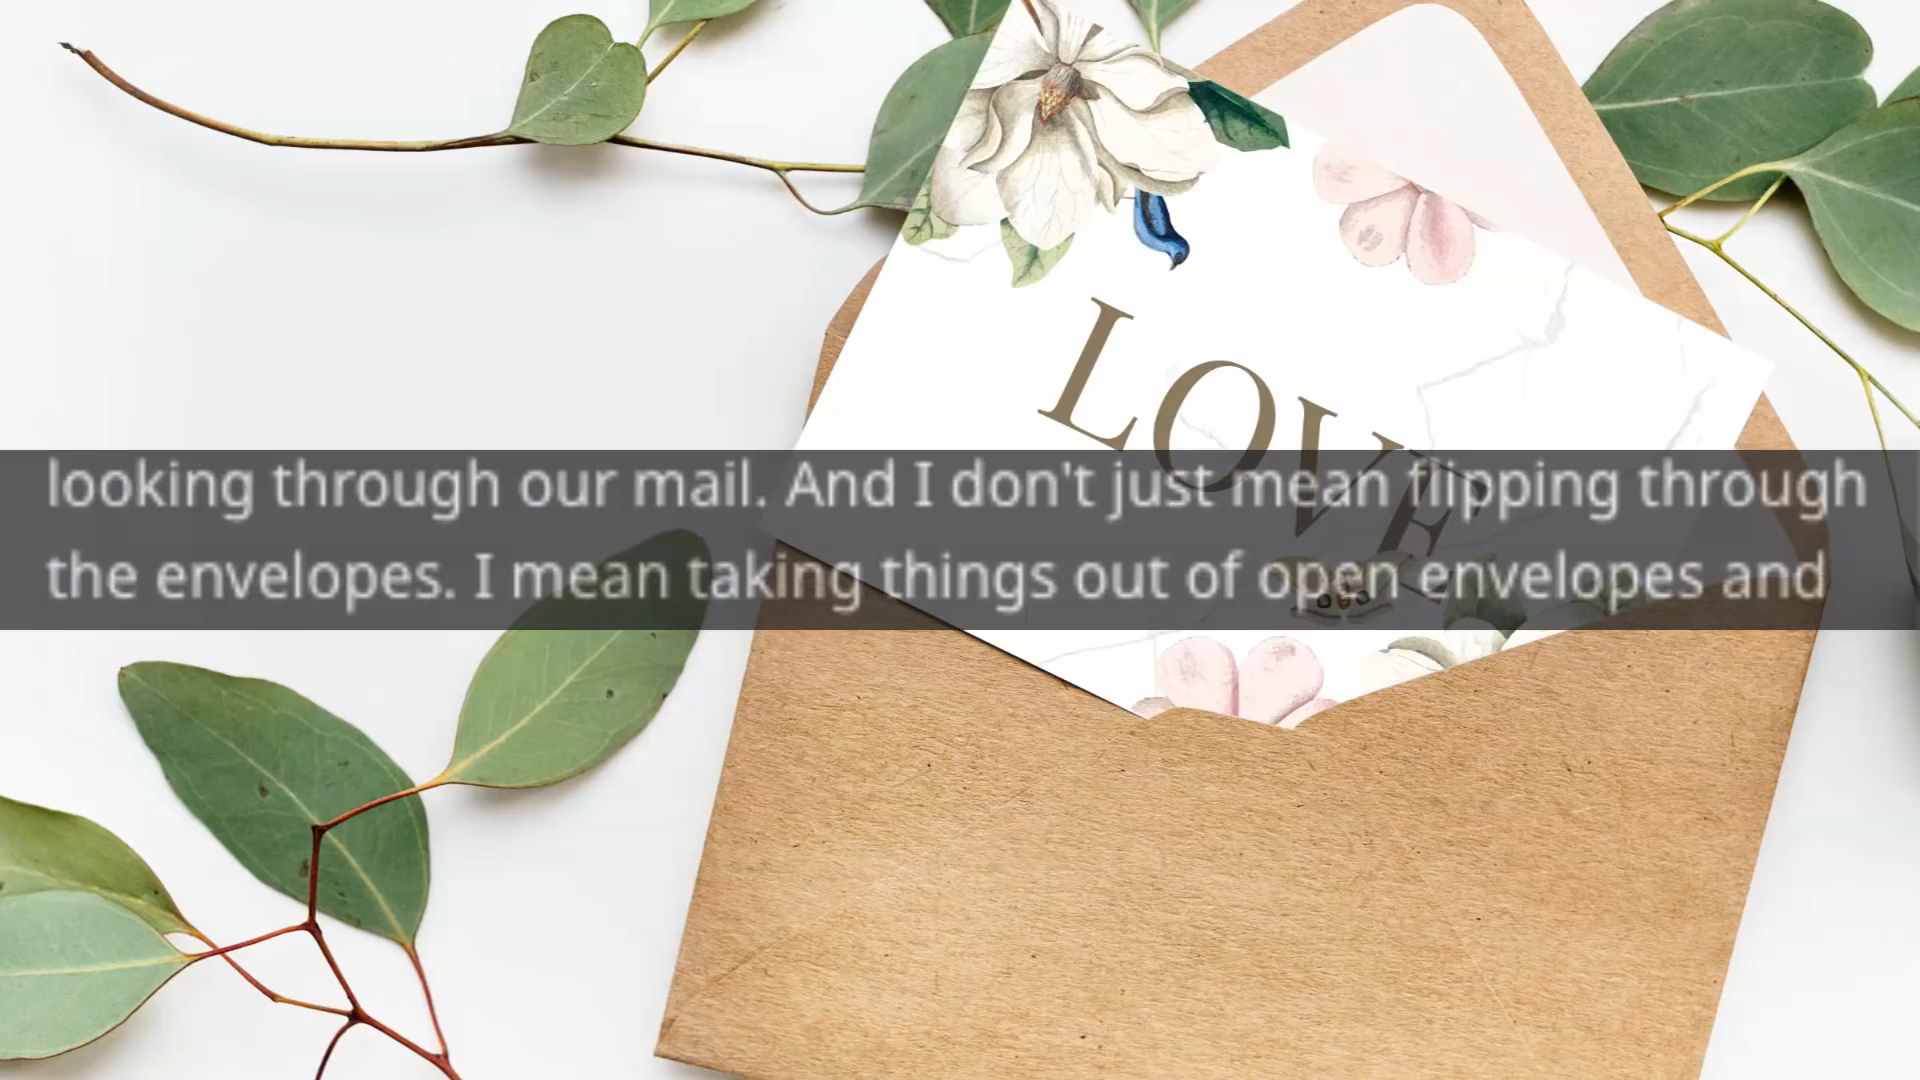 LOVE
looking through our mail. And I don't just mean flipping through
the envelopes. I mean taking things out of open envelopes and